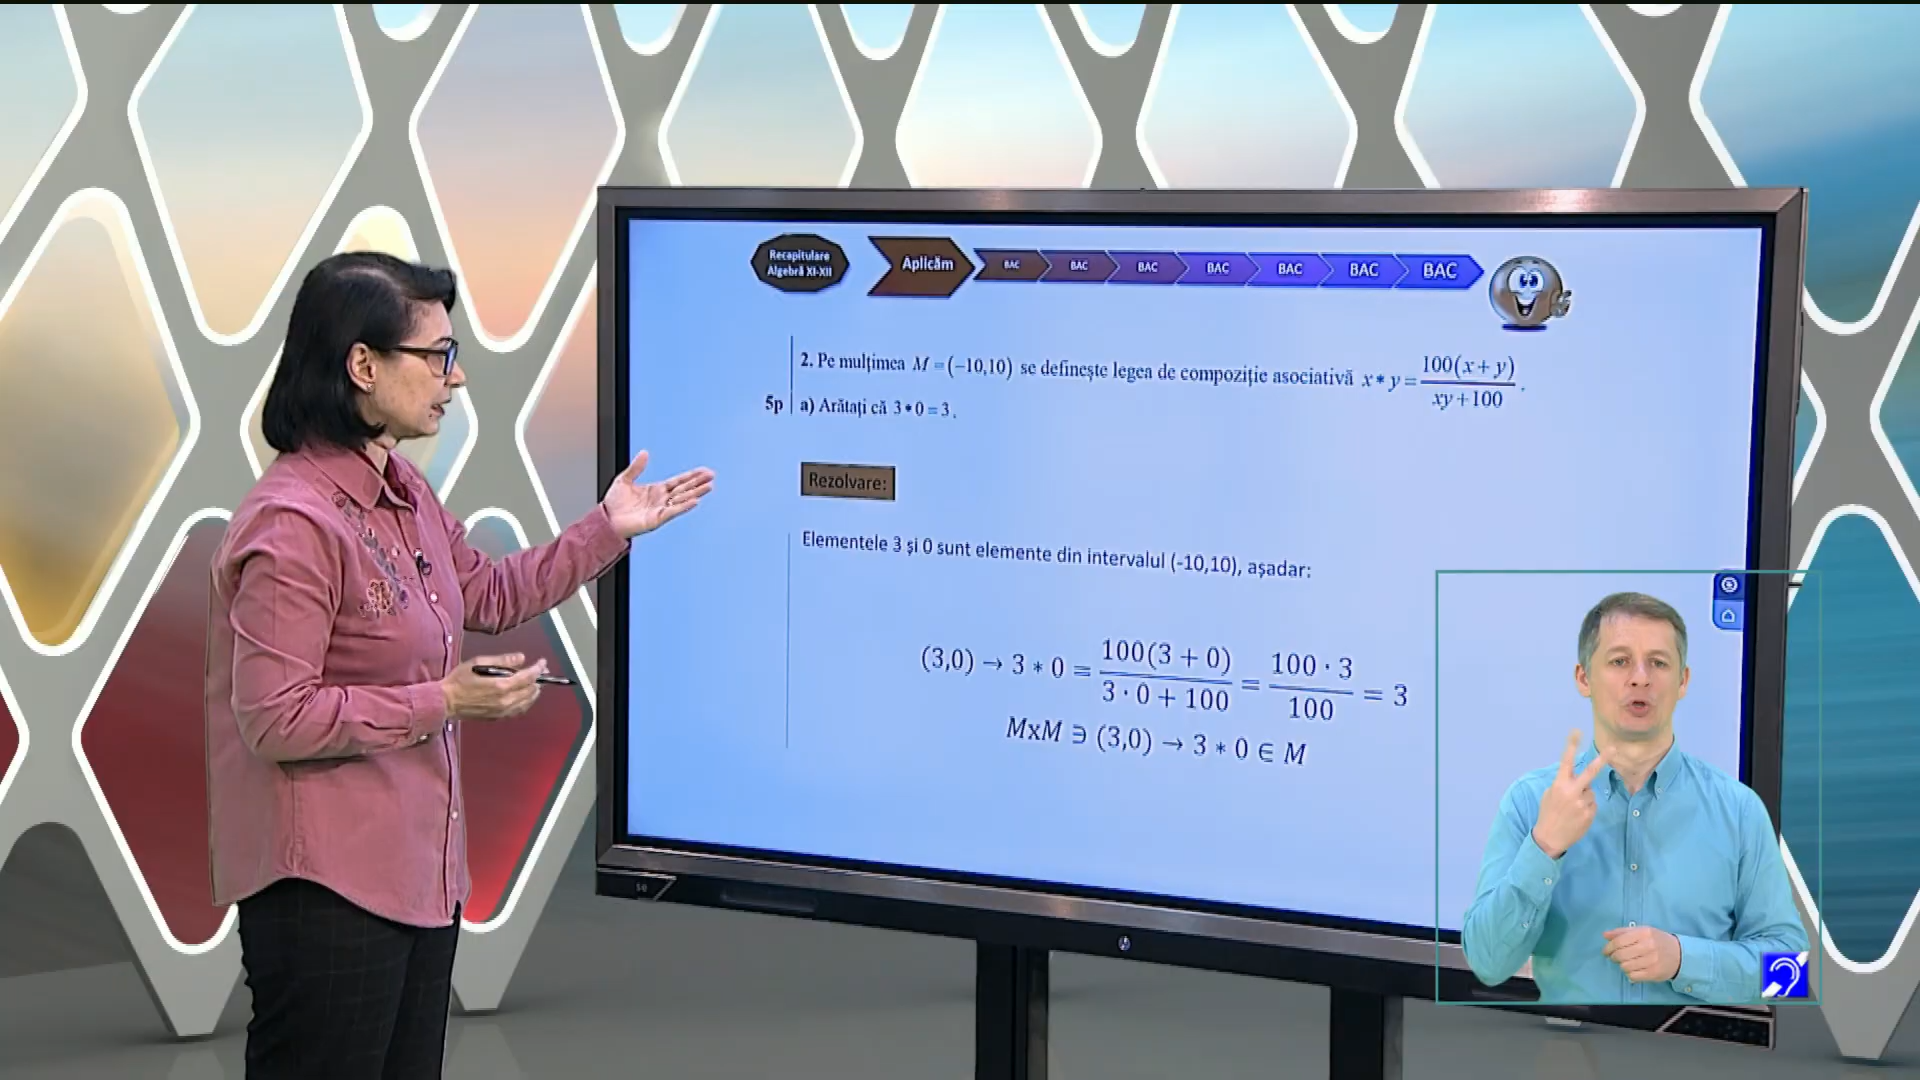 Recapitulare
Algebră XI-XII
Aplicăm
BAC
BAC
BAC
BAC
BAC
BAC
BAC
2. Pe mulțimea M = (−10,10) se definește legea de compoziție asociativă x * y = 100(x + y) / xy + 100 .
5p a) Arătați că 3 * 0 = 3 .
Rezolvare:
Elementele 3 și 0 sunt elemente din intervalul (-10,10), așadar:
(3,0) → 3 * 0 = 100(3 + 0) / 3 · 0 + 100 = 100 · 3 / 100 = 3
MxM ∋ (3,0) → 3 * 0 ∈ M
hp